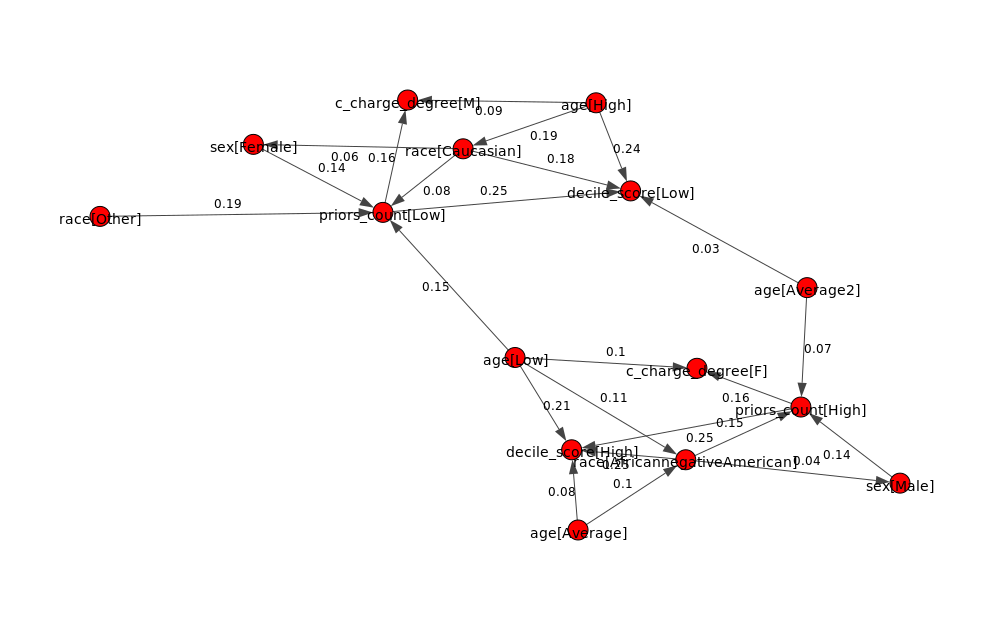 c_charge_degree[M]
age[High]
0.09
0.19
sex[Female]
race[Caucasian]
0.24
0.06
0.16
0.18
0.14
0.08
0.25
decile_score[Low]
0.19
race[Other]
priors_count[Low]
0.03
0.15
age[Average2]
0.07
age[Low]
0.1
c_charge_degree[F]
0.21
0.11
0.16
priors_count[High]
0.15
0.25
decile_score[High]
race[AfricannegativeAmerican]
0.04
0.14
0.1
0.08
sex[Male]
age[Average]